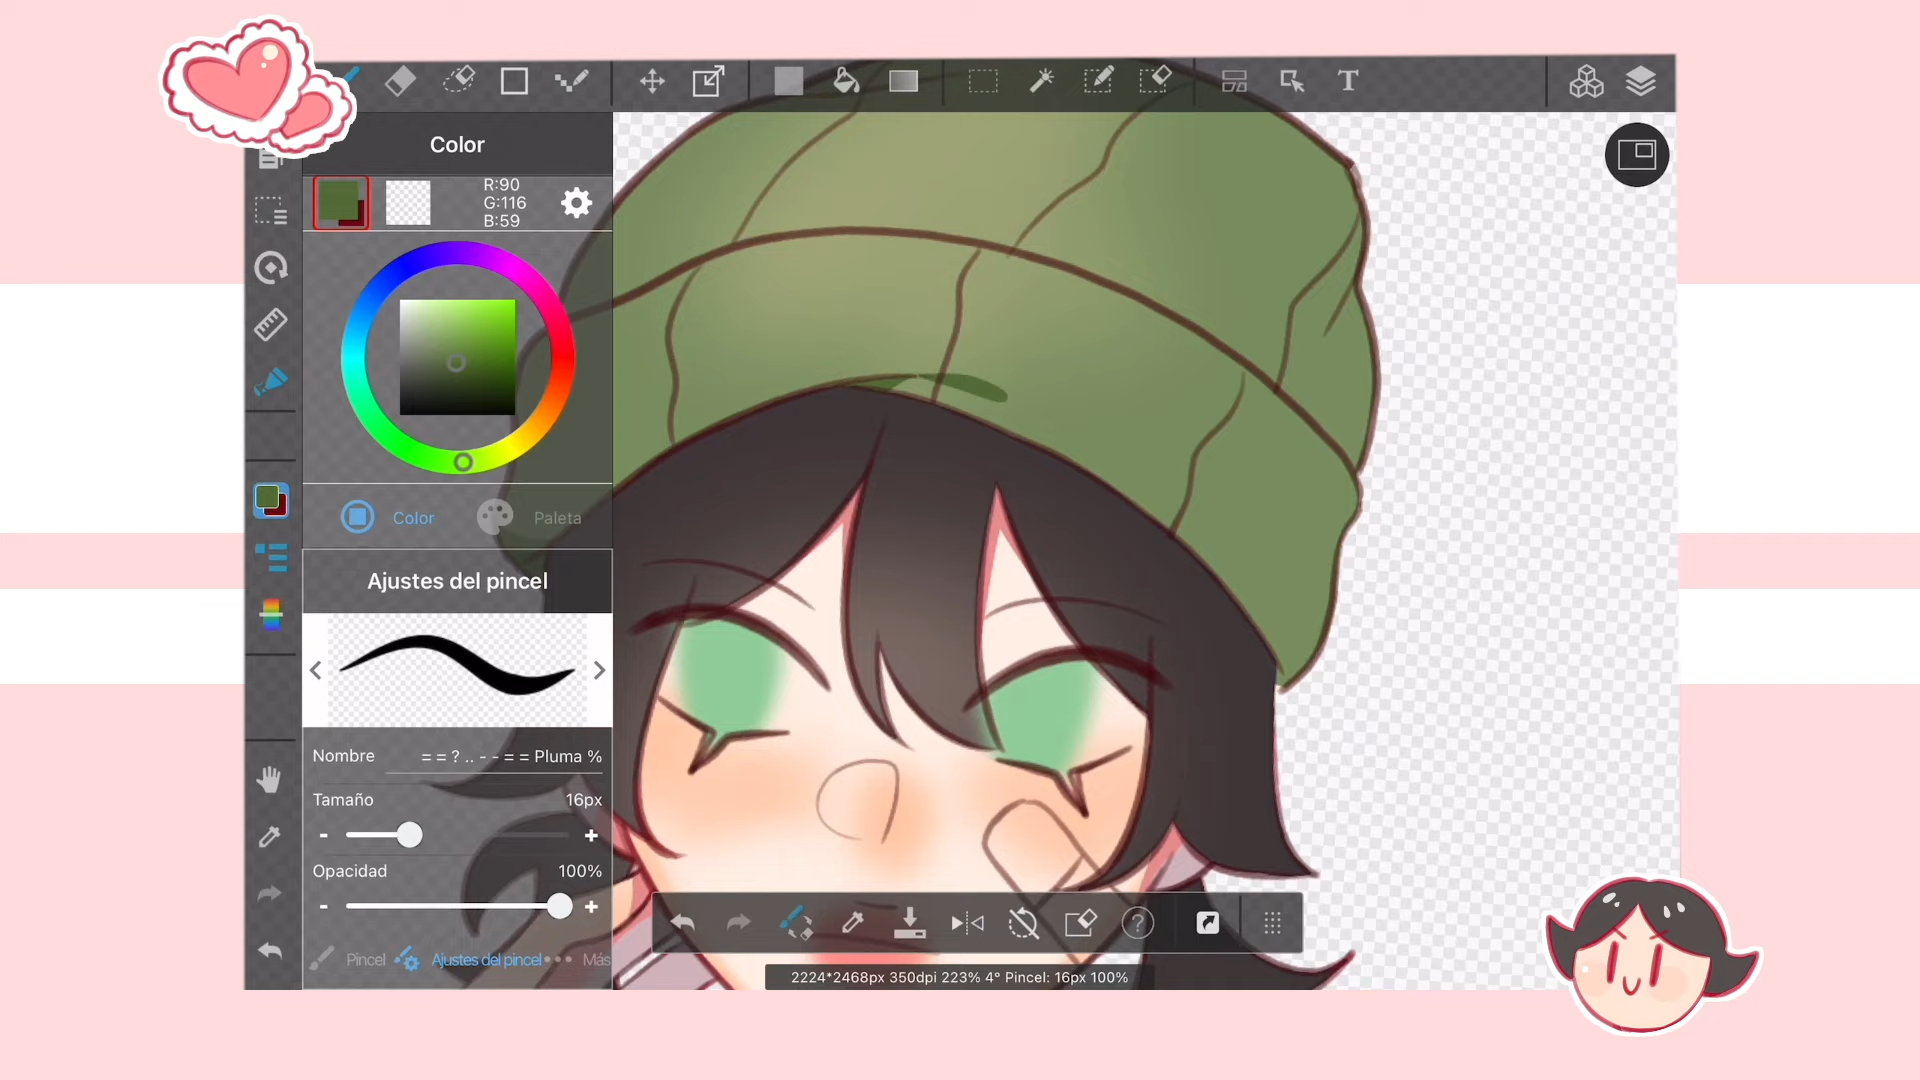 T
Color
R:90
G:116
B:59
Color
Paleta
Ajustes del pincel
Nombre
= = ? .. - - = = Pluma %
Tamaño
16px
- +
Opacidad
100%
- +
Pincel
Ajustes del pincel
Más
?
2224*2468px 350dpi 223% 4° Pincel: 16px 100%